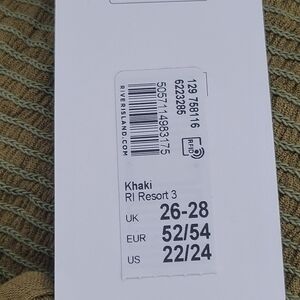 129 758116
6223285
RFID
5057114983175
RIVERISLAND.COM
Khaki
RI Resort 3
UK 26-28
EUR 52/54
US 22/24